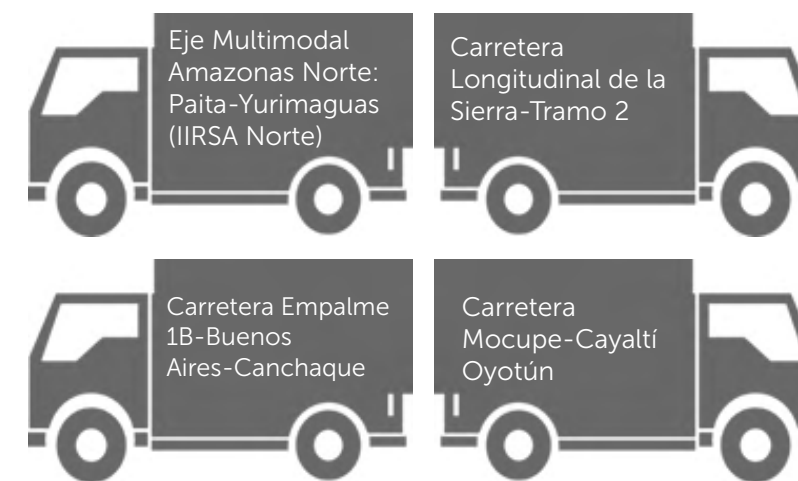 Eje Multimodal
Amazonas Norte:
Paita-Yurimaguas
(IIRSA Norte)
Carretera
Longitudinal de la
Sierra-Tramo 2
Carretera Empalme
1B-Buenos
Aires-Canchaque
Carretera
Mocupe-Cayaltí
Oyotún